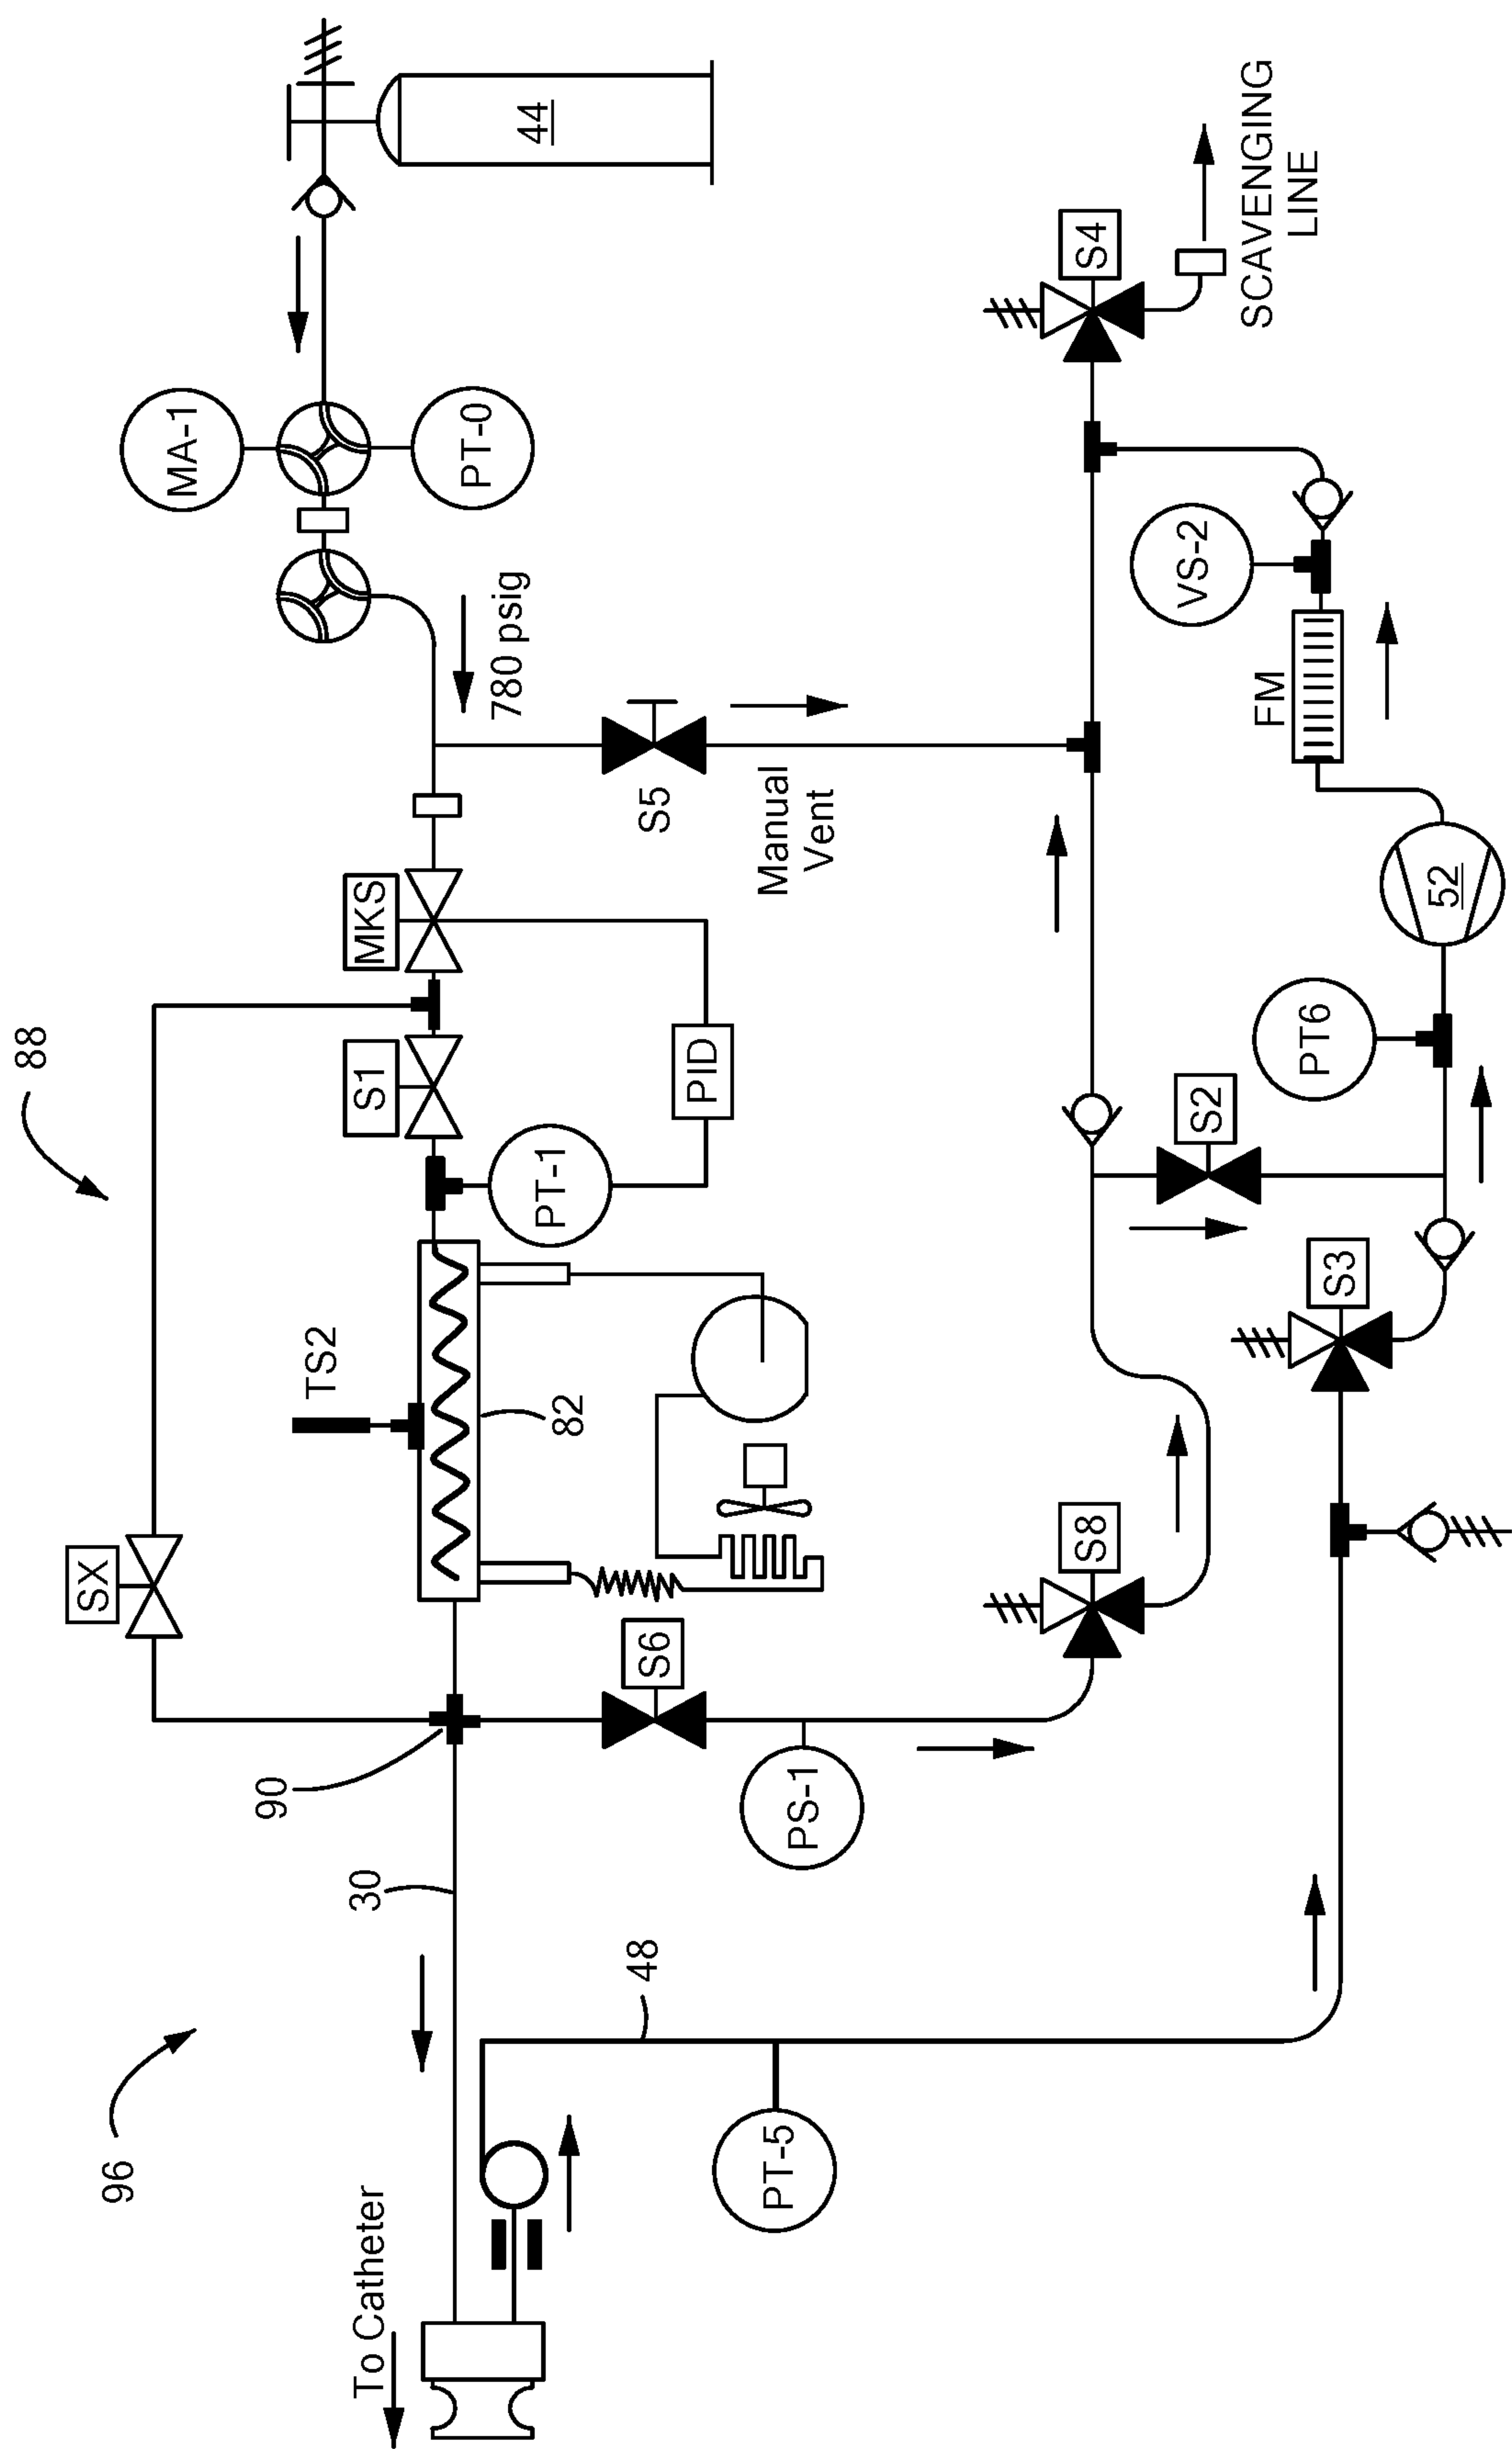 96
88
SX
To Catheter
30
90
TS2
82
S1
MKS
MA-1
PT-0
44
780 psig
PT-1
PID
S5
Manual
Vent
48
PT-5
PS-1
S6
S8
S2
S4
SCAVENGING
LINE
VS-2
FM
S3
PT6
52